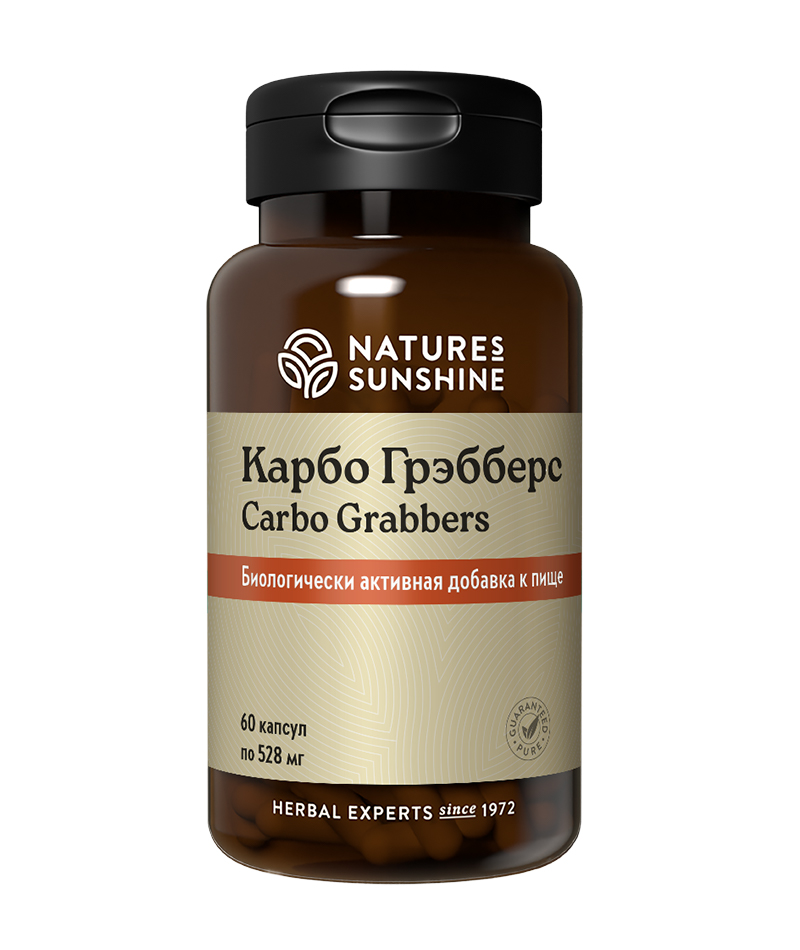 NATURES
SUNSHINE
Карбо Грэбберс
Carbo Grabbers
Биологически активная добавка к пище
60 капсул
по 528 мг
GUARANTEED
• PURE •
HERBAL EXPERTS since 1972